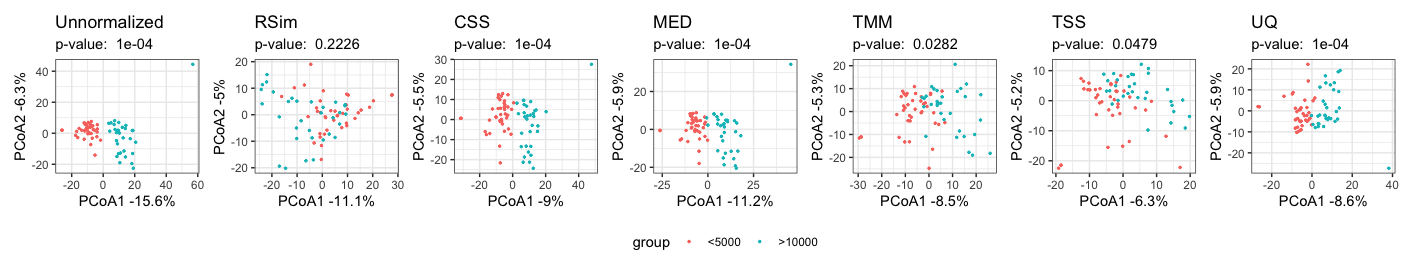 Unnormalized
p-value: 1e-04
PCoA2 -6.3%
40
20
0
-20
-20 0 20 40 60
PCoA1 -15.6%
RSim
p-value: 0.2226
PCoA2 -5%
20
10
0
-10
-20
-20 -10 0 10 20 30
PCoA1 -11.1%
CSS
p-value: 1e-04
PCoA2 -5.5%
30
20
10
0
-10
-20
-20 0 20 40
PCoA1 -9%
MED
p-value: 1e-04
PCoA2 -5.9%
20
0
-20
-25 0 25
PCoA1 -11.2%
TMM
p-value: 0.0282
PCoA2 -5.3%
20
10
0
-10
-20
-30 -20 -10 0 10 20
PCoA1 -8.5%
TSS
p-value: 0.0479
PCoA2 -5.2%
10
0
-10
-20
-20 -10 0 10 20
PCoA1 -6.3%
UQ
p-value: 1e-04
PCoA2 -5.9%
20
10
0
-10
-20
-20 0 20 40
PCoA1 -8.6%
group <5000 >10000